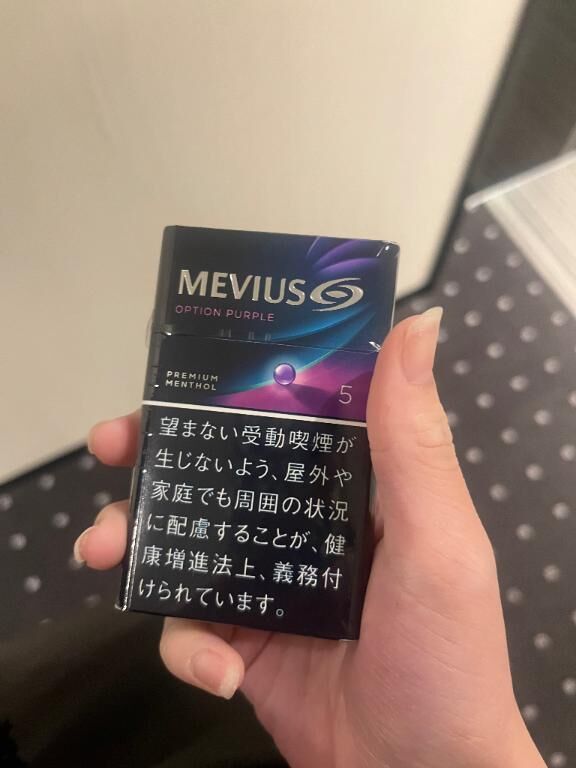 MEVIUS
OPTION PURPLE
PREMIUM
MENTHOL
5
望まない受動喫煙が
生じないよう、屋外や
家庭でも周囲の状況
に配慮することが、健
康増進法上、義務付
けられています。